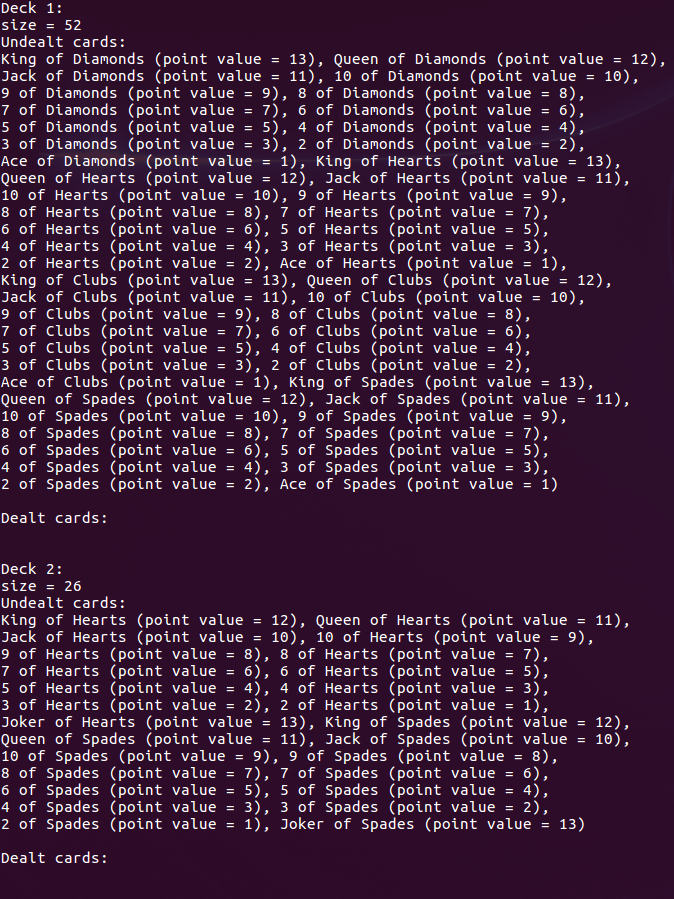 Deck 1:
size = 52
Undealt cards:
King of Diamonds (point value = 13), Queen of Diamonds (point value = 12),
Jack of Diamonds (point value = 11), 10 of Diamonds (point value = 10),
9 of Diamonds (point value = 9), 8 of Diamonds (point value = 8),
7 of Diamonds (point value = 7), 6 of Diamonds (point value = 6),
5 of Diamonds (point value = 5), 4 of Diamonds (point value = 4),
3 of Diamonds (point value = 3), 2 of Diamonds (point value = 2),
Ace of Diamonds (point value = 1), King of Hearts (point value = 13),
Queen of Hearts (point value = 12), Jack of Hearts (point value = 11),
10 of Hearts (point value = 10), 9 of Hearts (point value = 9),
8 of Hearts (point value = 8), 7 of Hearts (point value = 7),
6 of Hearts (point value = 6), 5 of Hearts (point value = 5),
4 of Hearts (point value = 4), 3 of Hearts (point value = 3),
2 of Hearts (point value = 2), Ace of Hearts (point value = 1),
King of Clubs (point value = 13), Queen of Clubs (point value = 12),
Jack of Clubs (point value = 11), 10 of Clubs (point value = 10),
9 of Clubs (point value = 9), 8 of Clubs (point value = 8),
7 of Clubs (point value = 7), 6 of Clubs (point value = 6),
5 of Clubs (point value = 5), 4 of Clubs (point value = 4),
3 of Clubs (point value = 3), 2 of Clubs (point value = 2),
Ace of Clubs (point value = 1), King of Spades (point value = 13),
Queen of Spades (point value = 12), Jack of Spades (point value = 11),
10 of Spades (point value = 10), 9 of Spades (point value = 9),
8 of Spades (point value = 8), 7 of Spades (point value = 7),
6 of Spades (point value = 6), 5 of Spades (point value = 5),
4 of Spades (point value = 4), 3 of Spades (point value = 3),
2 of Spades (point value = 2), Ace of Spades (point value = 1)
Dealt cards:
Deck 2:
size = 26
Undealt cards:
King of Hearts (point value = 12), Queen of Hearts (point value = 11),
Jack of Hearts (point value = 10), 10 of Hearts (point value = 9),
9 of Hearts (point value = 8), 8 of Hearts (point value = 7),
7 of Hearts (point value = 6), 6 of Hearts (point value = 5),
5 of Hearts (point value = 4), 4 of Hearts (point value = 3),
3 of Hearts (point value = 2), 2 of Hearts (point value = 1),
Joker of Hearts (point value = 13), King of Spades (point value = 12),
Queen of Spades (point value = 11), Jack of Spades (point value = 10),
10 of Spades (point value = 9), 9 of Spades (point value = 8),
8 of Spades (point value = 7), 7 of Spades (point value = 6),
6 of Spades (point value = 5), 5 of Spades (point value = 4),
4 of Spades (point value = 3), 3 of Spades (point value = 2),
2 of Spades (point value = 1), Joker of Spades (point value = 13)
Dealt cards: